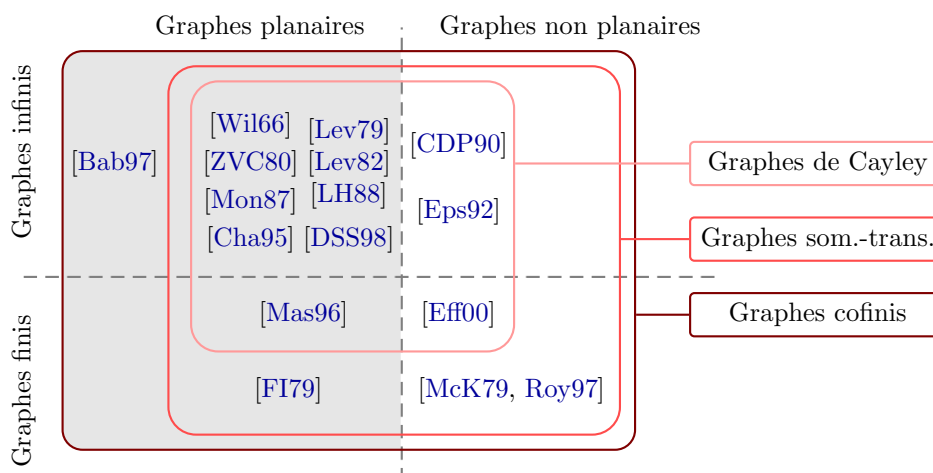 Graphes planaires
Graphes non planaires
Graphes infinis
Graphes finis
[Bab97]
[Wil66]
[Lev79]
[ZVC80]
[Lev82]
[Mon87]
[LH88]
[Cha95]
[DSS98]
[CDP90]
[Eps92]
[Mas96]
[Eff00]
[FI79]
[McK79, Roy97]
Graphes de Cayley
Graphes som.-trans.
Graphes cofinis